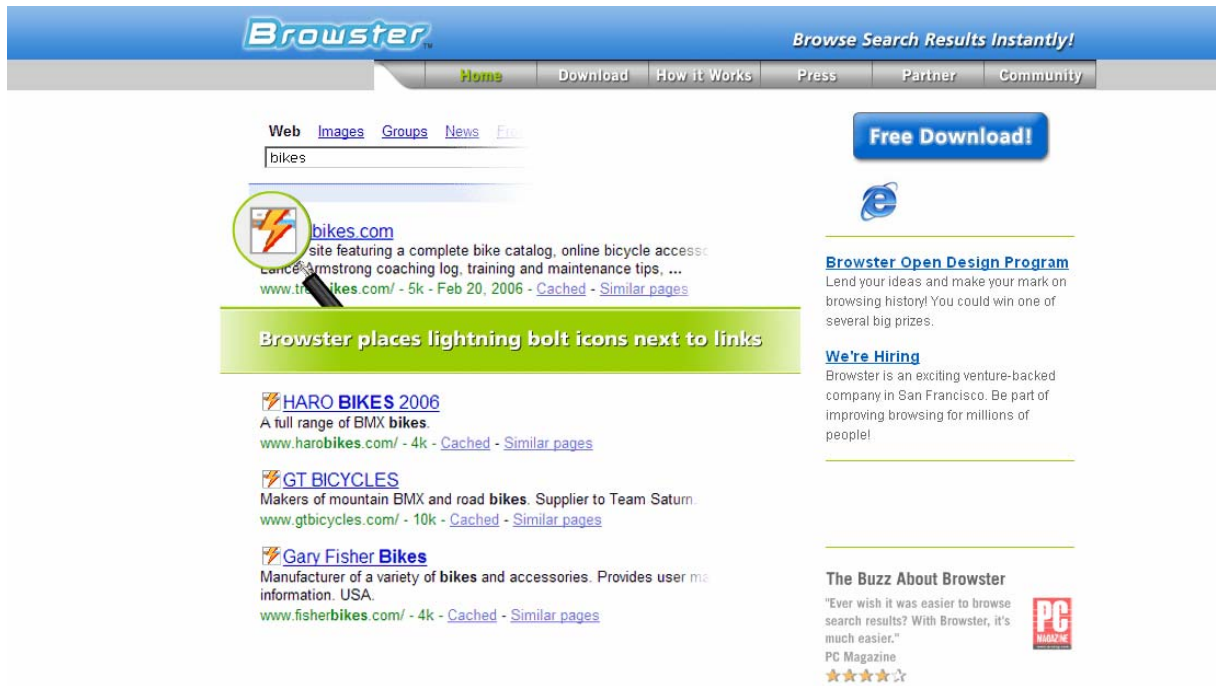 Browster™
Browse Search Results Instantly!
Home Download How it Works Press Partner Community
Web Images Groups News
bikes
bikes.com
site featuring a complete bike catalog, online bicycle
Lance Armstrong coaching log, training and maintenance tips, ...
ikes.com/ - 5k - Feb 20, 2006 - Cached - Similar pages
Browster places lightning bolt icons next to links
HARO BIKES 2006
A full range of BMX bikes.
www.harobikes.com/ - 4k - Cached - Similar pages
GT BICYCLES
Makers of mountain BMX and road bikes. Supplier to Team Saturn.
www.gtbicycles.com/ - 10k - Cached - Similar pages
Gary Fisher Bikes
Manufacturer of a variety of bikes and accessories. Provides user
information. USA.
www.fisherbikes.com/ - 4k - Cached - Similar pages
Free Download!
Browster Open Design Program
Lend your ideas and make your mark on
browsing history! You could win one of
several big prizes.
We're Hiring
Browster is an exciting venture-backed
company in San Francisco. Be part of
improving browsing for millions of
people!
The Buzz About Browster
"Ever wish it was easier to browse
search results? With Browster, it's
much easier."
PC Magazine
PC
MAGAZINE